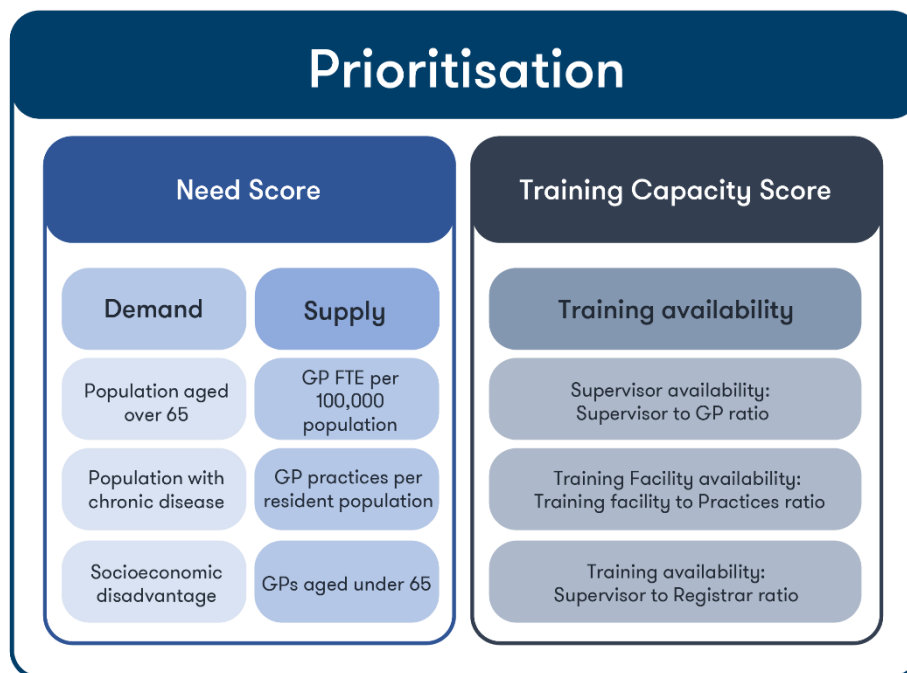 Prioritisation
Need Score
Demand
Population aged
over 65
Population with
chronic disease
Socioeconomic
disadvantage
Supply
GP FTE per
100,000
population
GP practices per
resident population
GPs aged under 65
Training Capacity Score
Training availability
Supervisor availability:
Supervisor to GP ratio
Training Facility availability:
Training facility to Practices ratio
Training availability:
Supervisor to Registrar ratio